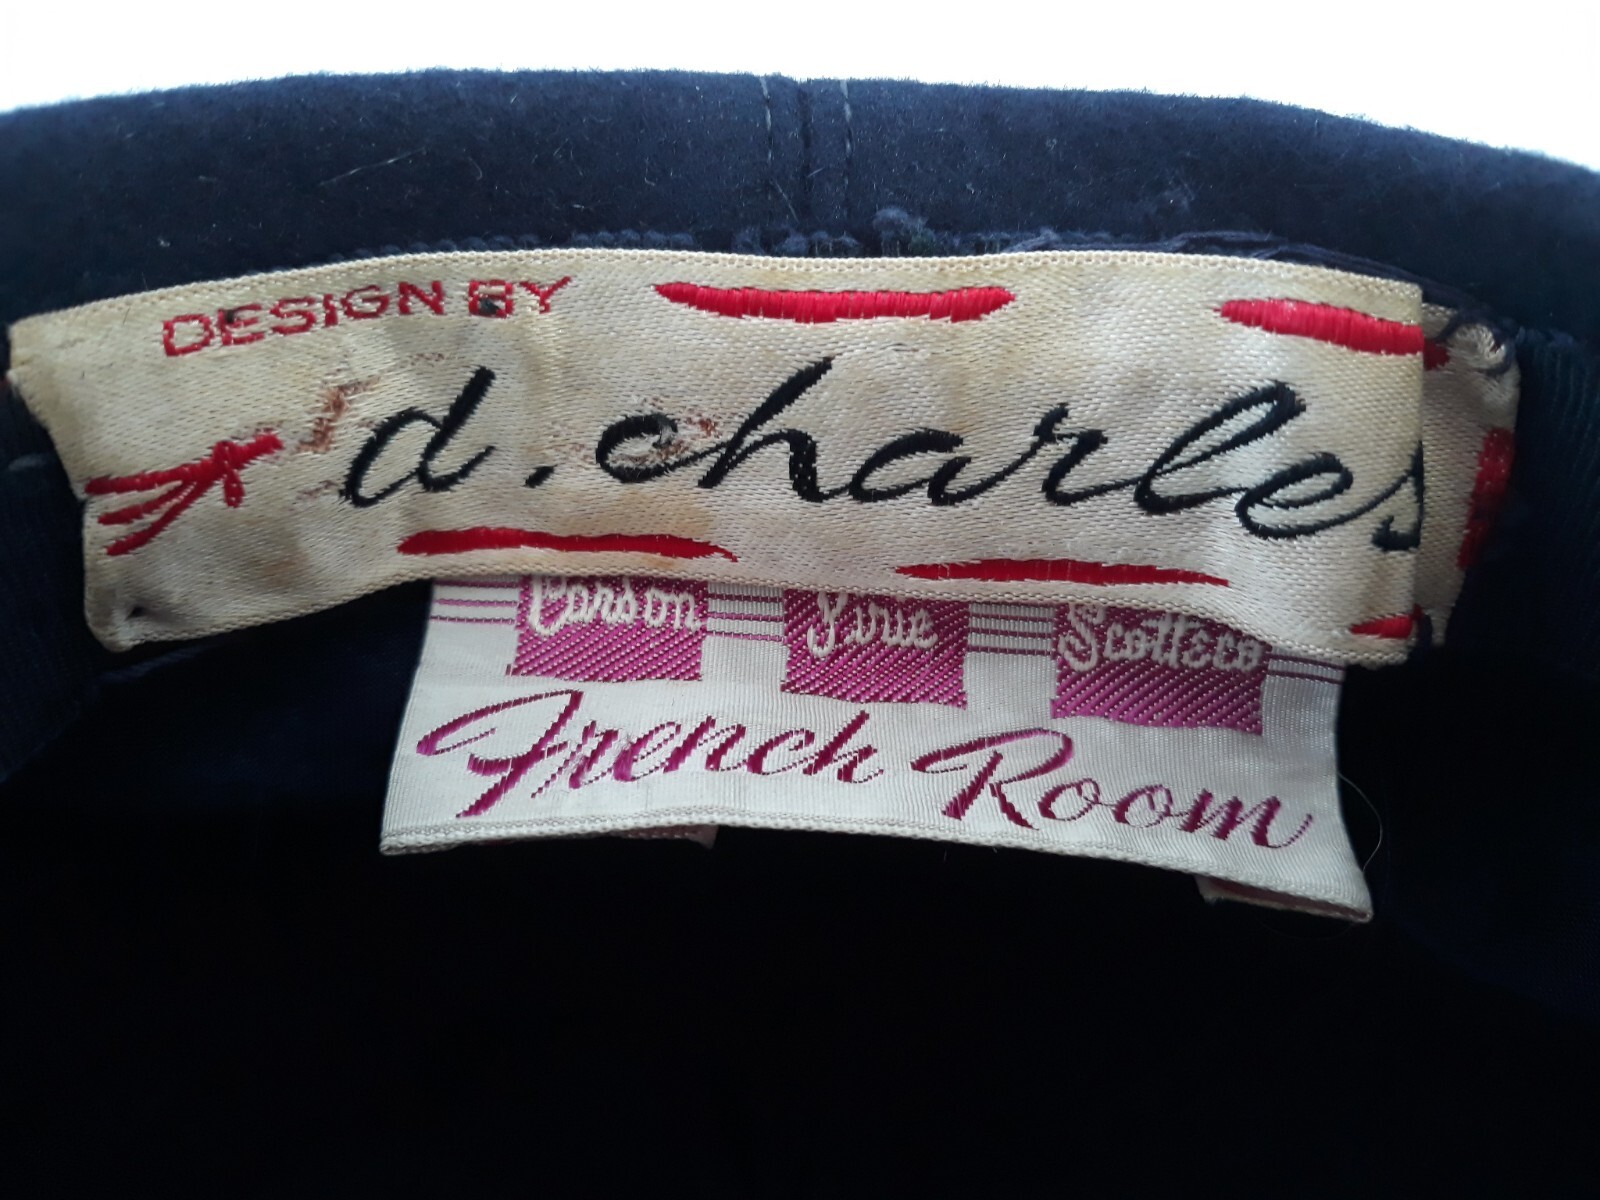 DESIGN BY
d. charles
Carson Pirie Scott&co
French Room